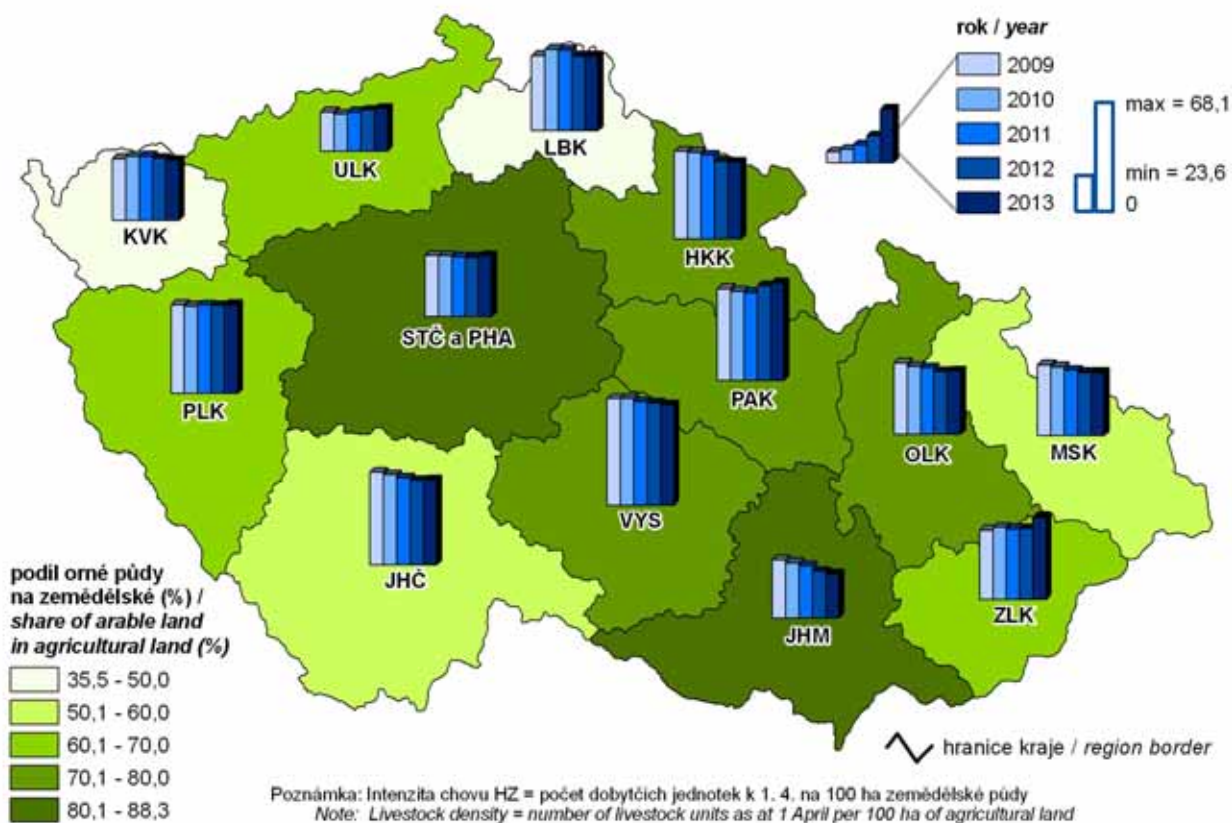 rok / year
2009
2010
2011
2012
2013
max = 68,1
min = 23,6
0
ULK
LBK
KVK
HKK
STČ a PHA
PLK
PAK
OLK
MSK
VYS
JHČ
JHM
ZLK
podíl orné půdy
na zemědělské (%) /
share of arable land
in agricultural land (%)
35,5 - 50,0
50,1 - 60,0
60,1 - 70,0
70,1 - 80,0
80,1 - 88,3
hranice kraje / region border
Poznámka: Intenzita chovu HZ = počet dobytčích jednotek k 1. 4. na 100 ha zemědělské půdy
Note: Livestock density = number of livestock units as at 1 April per 100 ha of agricultural land